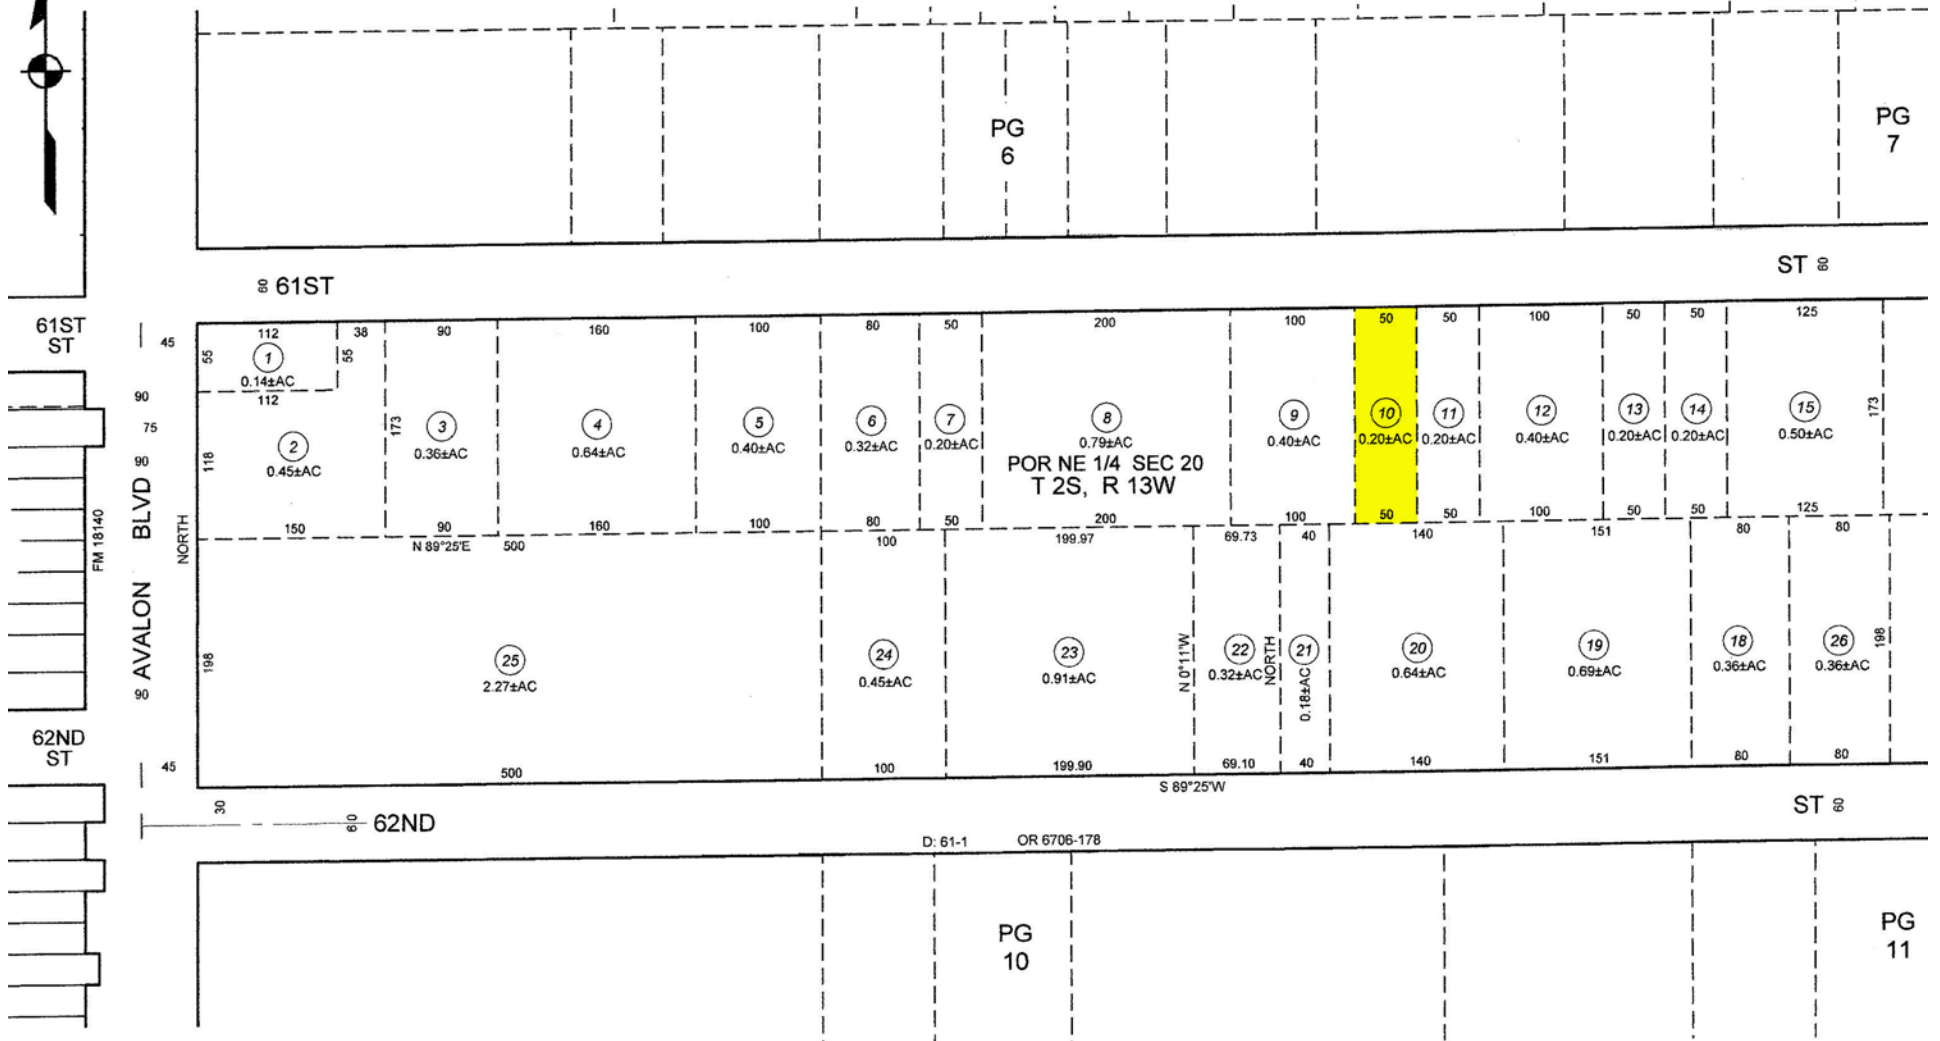 PG
6
PG
7
60 61ST
ST 60
61ST
ST
45
112
38
90
160
100
80
50
200
100
50
50
100
50
50
125
55
1
0.14±AC
55
112
90
75
90
118
2
0.45±AC
173
3
0.36±AC
4
0.64±AC
5
0.40±AC
6
0.32±AC
7
0.20±AC
8
0.79±AC
9
0.40±AC
10
0.20±AC
11
0.20±AC
12
0.40±AC
13
0.20±AC
14
0.20±AC
15
0.50±AC
173
POR NE 1/4 SEC 20
T 2S, R 13W
150
90
160
100
80
50
200
100
50
50
100
50
50
125
FM 18140
AVALON BLVD
NORTH
N 89°25'E
500
100
199.97
69.73
40
140
151
80
80
198
25
2.27±AC
24
0.45±AC
23
0.91±AC
N 0°11'W
22
0.32±AC
NORTH
21
0.18±AC
20
0.64±AC
19
0.69±AC
18
0.36±AC
26
0.36±AC
198
90
62ND
ST
45
500
100
199.90
69.10
40
140
151
80
80
S 89°25'W
30
60 62ND
ST 60
D: 61-1
OR 6706-178
PG
10
PG
11